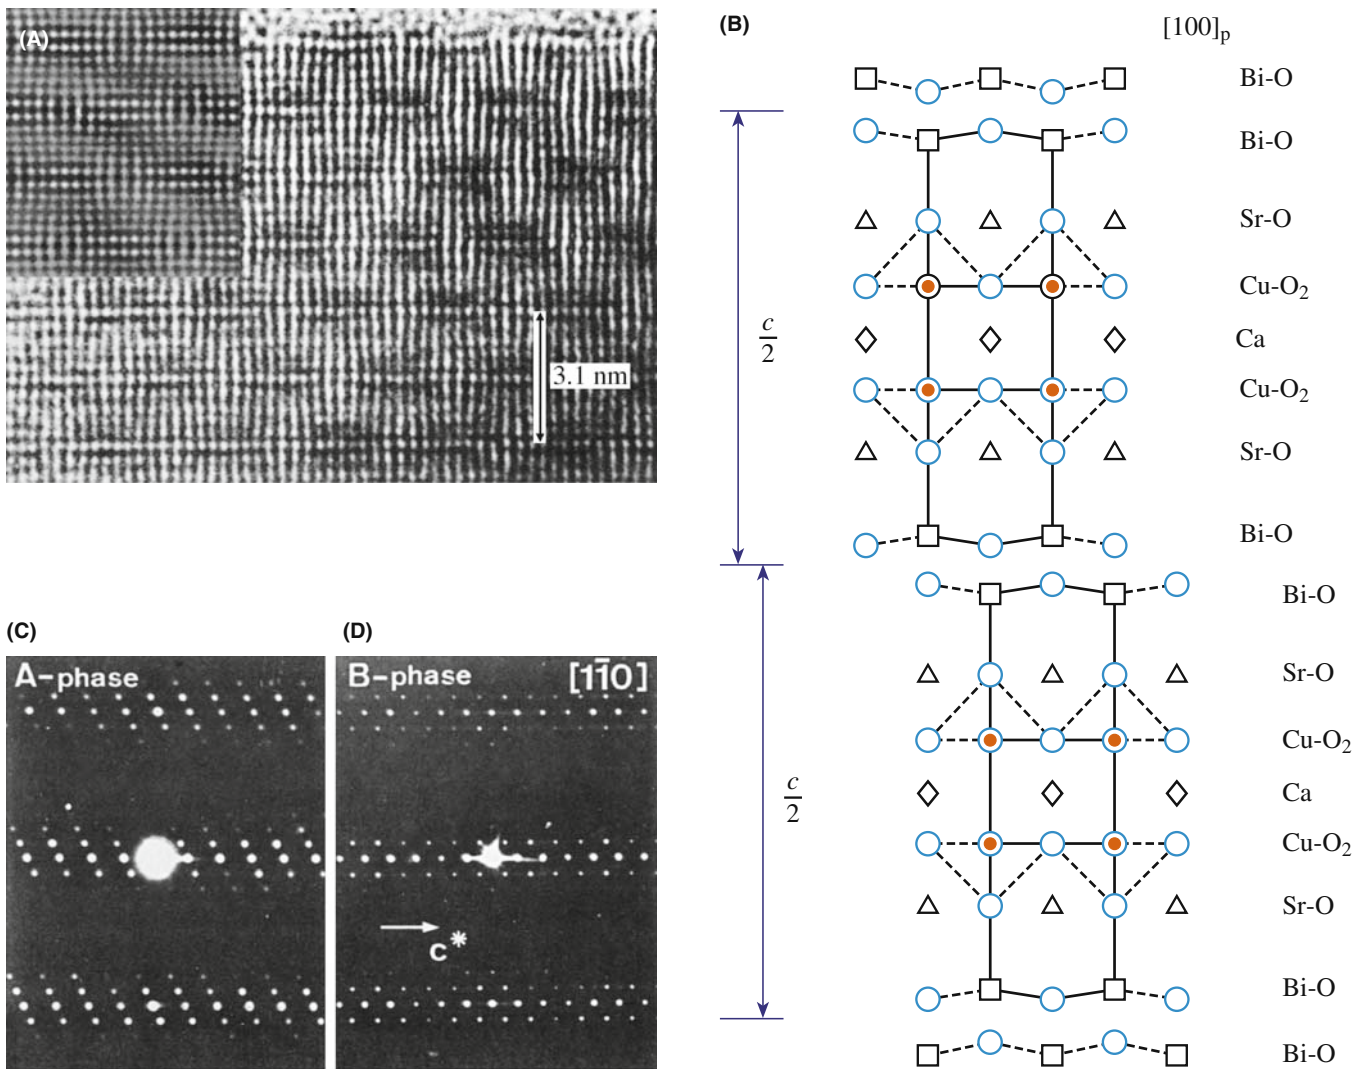 (A)
3.1 nm
(B)
[100]p
Bi-O
Bi-O
Sr-O
Cu-O2
Ca
Cu-O2
Sr-O
Bi-O
c/2
Bi-O
Sr-O
Cu-O2
Ca
Cu-O2
Sr-O
Bi-O
Bi-O
c/2
(C)
A-phase
(D)
B-phase [11̄0]
c*